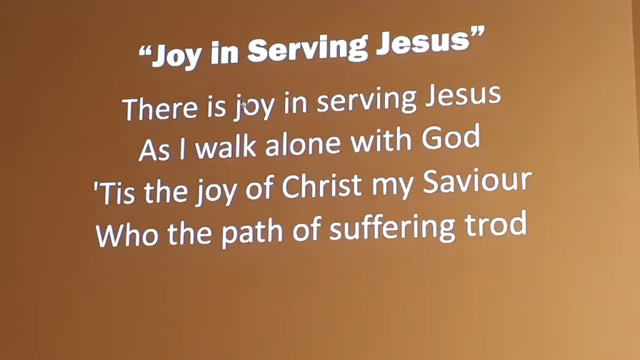 “Joy in Serving Jesus”
There is joy in serving Jesus
As I walk alone with God
'Tis the joy of Christ my Saviour
Who the path of suffering trod